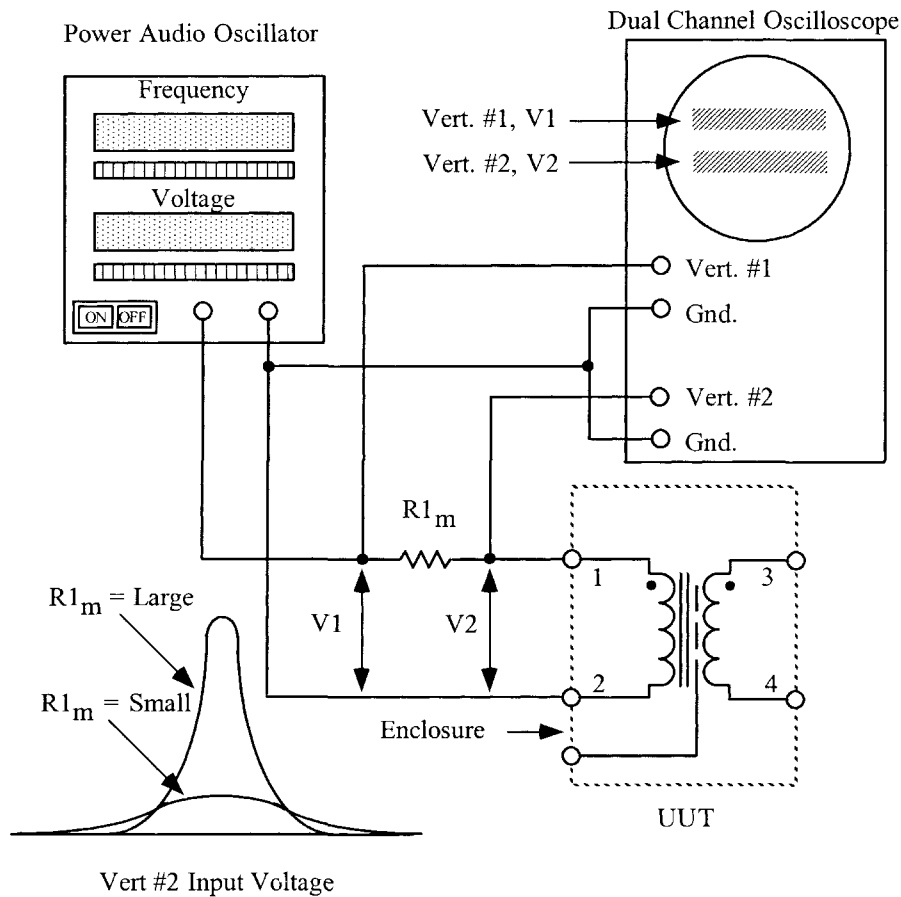 Dual Channel Oscilloscope
Power Audio Oscillator
Frequency
Voltage
ON OFF
Vert. #1, V1
Vert. #2, V2
Vert. #1
Gnd.
Vert. #2
Gnd.
R1m
1
3
V1
V2
2
4
R1m = Large
R1m = Small
Enclosure
UUT
Vert #2 Input Voltage